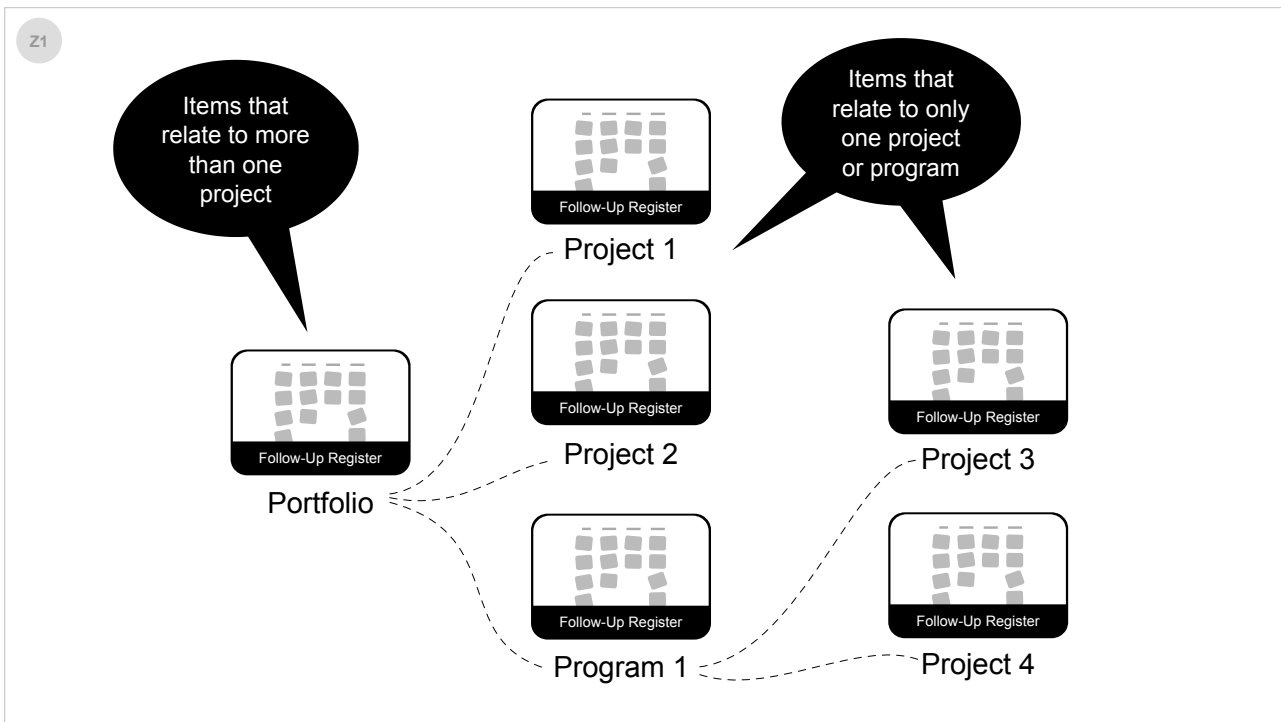 Z1
Items that
relate to more
than one
project
Items that
relate to only
one project
or program
Follow-Up Register
Project 1
Follow-Up Register
Project 2
Follow-Up Register
Project 3
Follow-Up Register
Portfolio
Follow-Up Register
Program 1
Follow-Up Register
Project 4